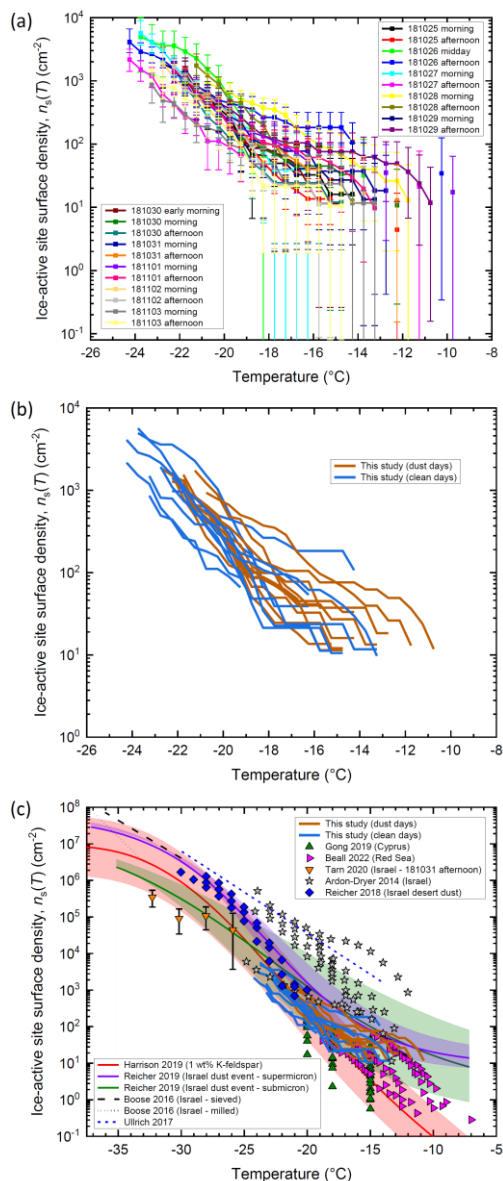 (a)
10⁴
10³
10²
10¹
10⁰
10⁻¹
Ice-active site surface density, nₛ(T) (cm⁻²)
181025 morning
181025 afternoon
181026 midday
181026 afternoon
181027 morning
181027 afternoon
181028 morning
181028 afternoon
181029 morning
181029 afternoon
181030 early morning
181030 morning
181030 afternoon
181031 morning
181031 afternoon
181101 morning
181101 afternoon
181102 morning
181102 afternoon
181103 morning
181103 afternoon
-26 -24 -22 -20 -18 -16 -14 -12 -10 -8
Temperature (°C)
(b)
10⁴
10³
10²
10¹
10⁰
Ice-active site surface density, nₛ(T) (cm⁻²)
This study (dust days)
This study (clean days)
-26 -24 -22 -20 -18 -16 -14 -12 -10 -8
Temperature (°C)
(c)
10⁸
10⁷
10⁶
10⁵
10⁴
10³
10²
10¹
10⁰
10⁻¹
Ice-active site surface density, nₛ(T) (cm⁻²)
This study (dust days)
This study (clean days)
Gong 2019 (Cyprus)
Beall 2022 (Red Sea)
Tarn 2020 (Israel - 181031 afternoon)
Ardon-Dryer 2014 (Israel)
Reicher 2018 (Israel desert dust)
Harrison 2019 (1 wt% K-feldspar)
Reicher 2019 (Israel dust event - supermicron)
Reicher 2019 (Israel dust event - submicron)
Boose 2016 (Israel - sieved)
Boose 2016 (Israel - milled)
Ullrich 2017
-35 -30 -25 -20 -15 -10 -5
Temperature (°C)